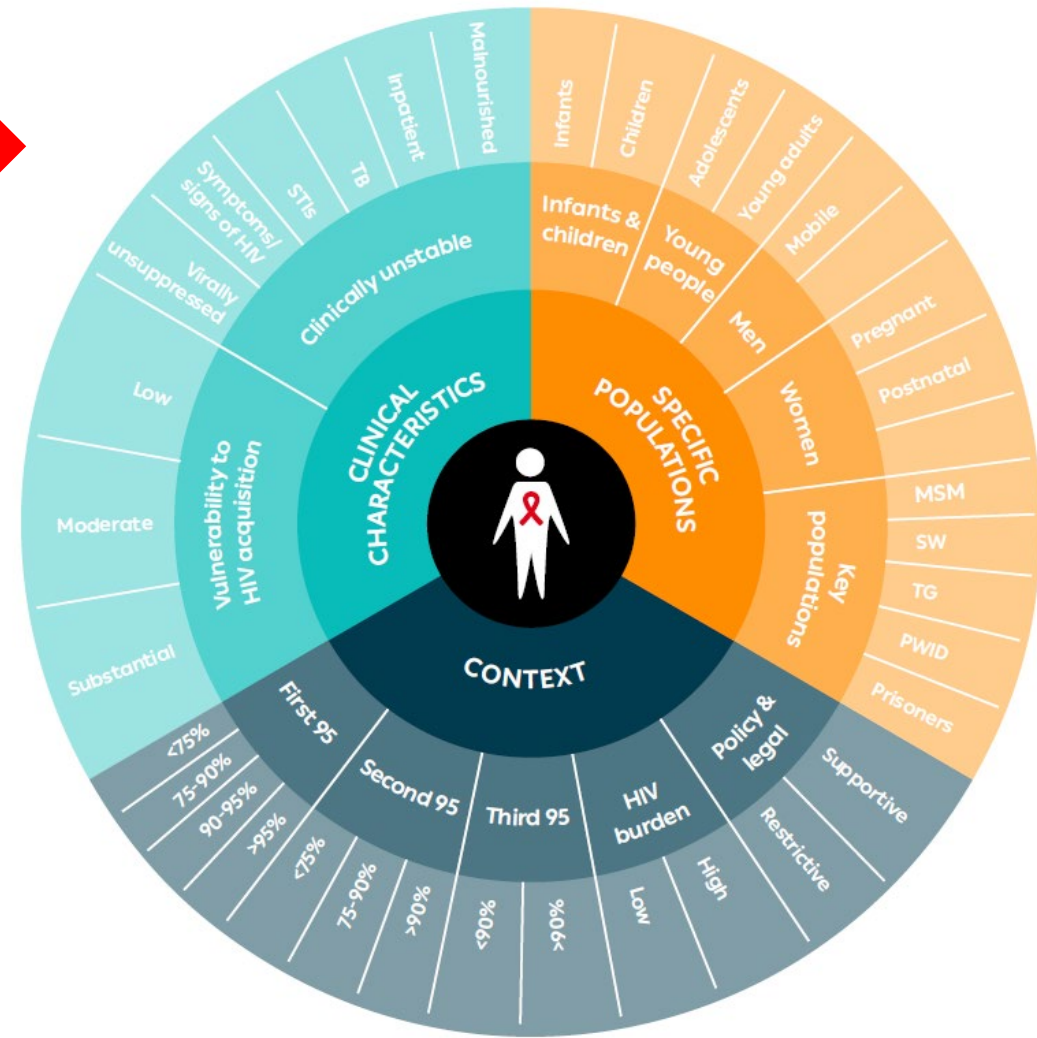 CLINICAL
CHARACTERISTICS
Clinically unstable
Malnourished
Inpatient
TB
STIs
Symptoms/
signs of HIV
Virally
unsuppressed
Vulnerability to
HIV acquisition
Low
Moderate
Substantial
SPECIFIC
POPULATIONS
Infants &
children
Infants
Children
Young
people
Adolescents
Young adults
Men
Mobile
Women
Pregnant
Postnatal
Key
populations
MSM
SW
TG
PWID
Prisoners
CONTEXT
First 95
<75%
75-90%
90-95%
>95%
Second 95
<75%
75-90%
>90%
Third 95
<90%
>90%
HIV
burden
Low
High
Policy &
legal
Restrictive
Supportive